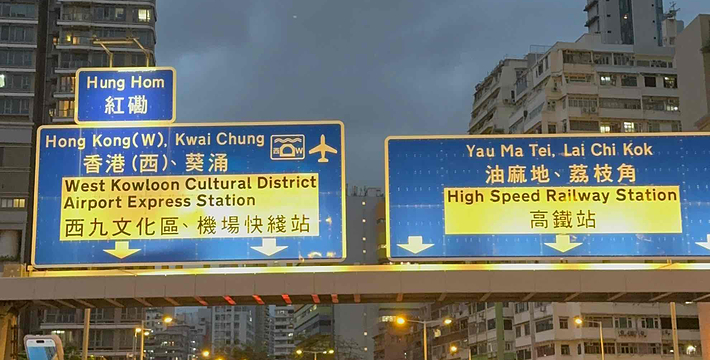 Hung Hom
紅磡
Hong Kong(W), Kwai Chung
香港(西)、葵涌
西 W
West Kowloon Cultural District
Airport Express Station
西九文化區、機場快綫站
Yau Ma Tei, Lai Chi Kok
油麻地、荔枝角
High Speed Railway Station
高鐵站